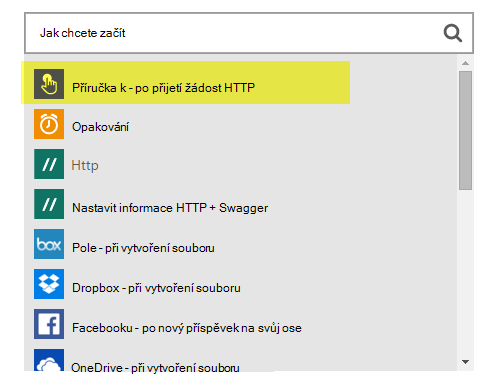 Jak chcete začít
Příručka k - po přijetí žádost HTTP
Opakování
Http
Nastavit informace HTTP + Swagger
box
Pole - při vytvoření souboru
Dropbox - při vytvoření souboru
Facebooku - po nový příspěvek na svůj ose
OneDrive - při vytvoření souboru